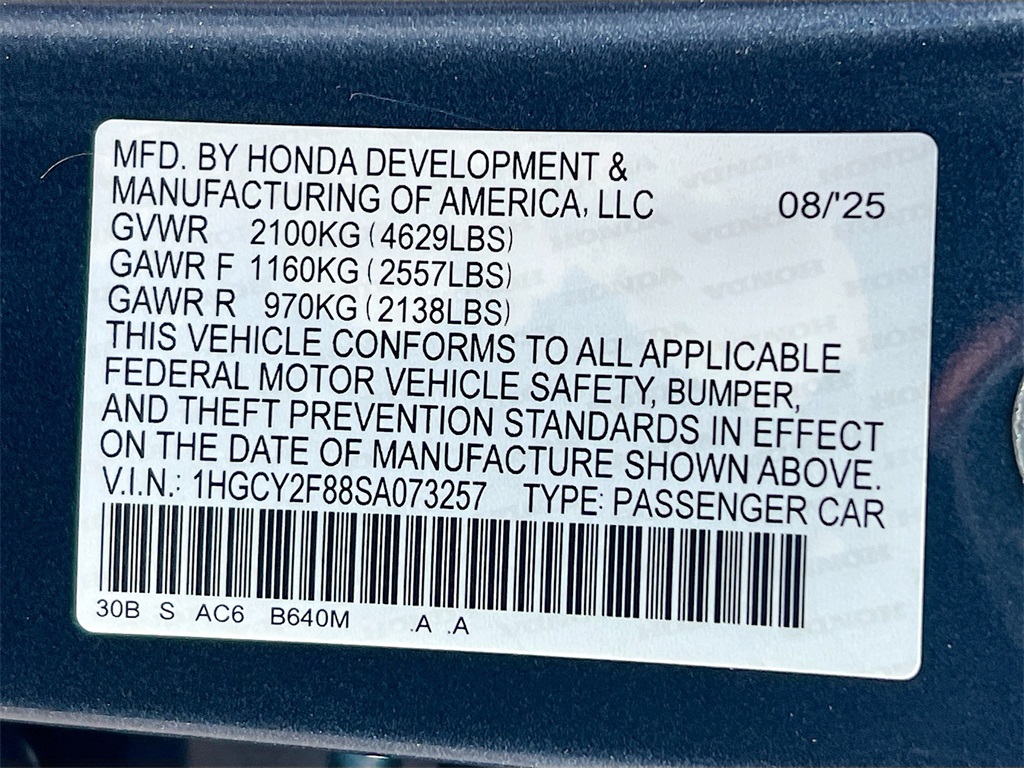 MFD. BY HONDA DEVELOPMENT &
MANUFACTURING OF AMERICA, LLC 08/'25
GVWR 2100KG (4629LBS)
GAWR F 1160KG (2557LBS)
GAWR R 970KG (2138LBS)
THIS VEHICLE CONFORMS TO ALL APPLICABLE
FEDERAL MOTOR VEHICLE SAFETY, BUMPER,
AND THEFT PREVENTION STANDARDS IN EFFECT
ON THE DATE OF MANUFACTURE SHOWN ABOVE.
V.I.N.: 1HGCY2F88SA073257 TYPE: PASSENGER CAR
30B S AC6 B640M .A .A